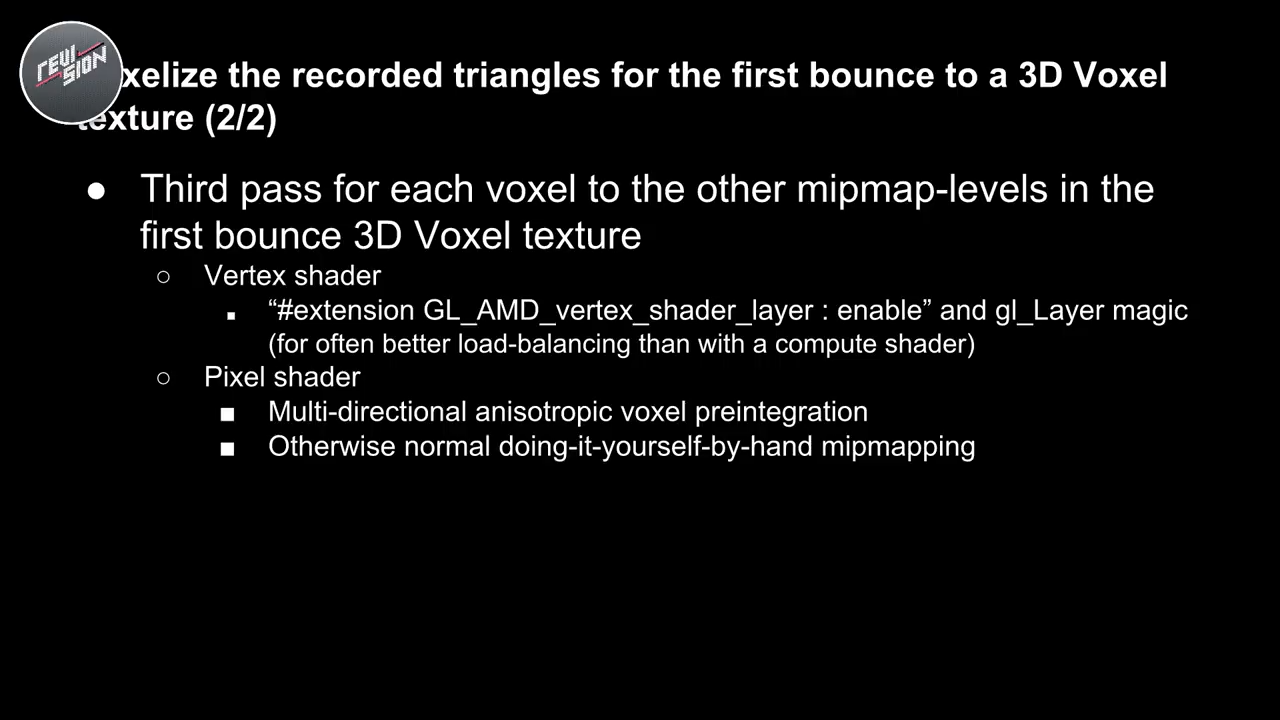 REVISION
xelize the recorded triangles for the first bounce to a 3D Voxel
texture (2/2)
● Third pass for each voxel to the other mipmap-levels in the
first bounce 3D Voxel texture
○ Vertex shader
■ “#extension GL_AMD_vertex_shader_layer : enable” and gl_Layer magic
(for often better load-balancing than with a compute shader)
○ Pixel shader
■ Multi-directional anisotropic voxel preintegration
■ Otherwise normal doing-it-yourself-by-hand mipmapping